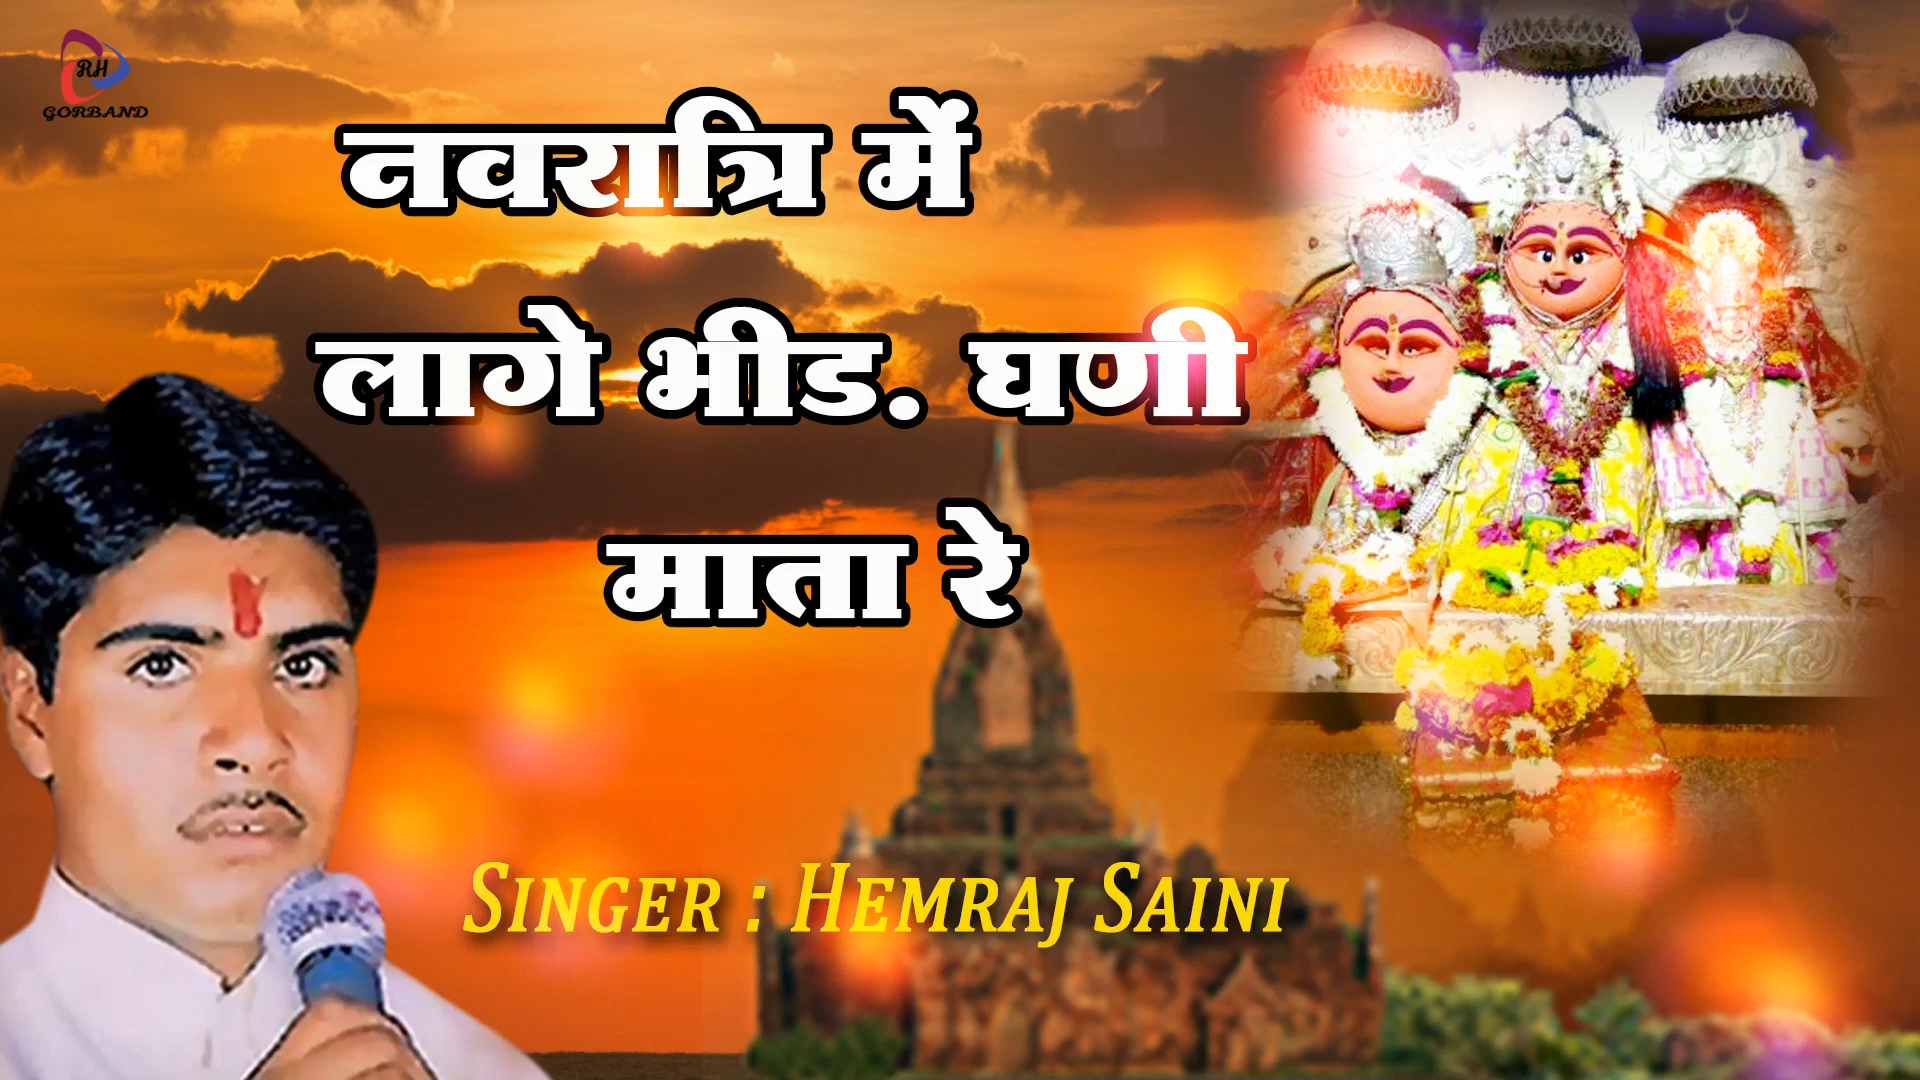 RH
GORBAND
नवरात्रि में
लागे भीड. घणी
माता रे
SINGER : HEMRAJ SAINI